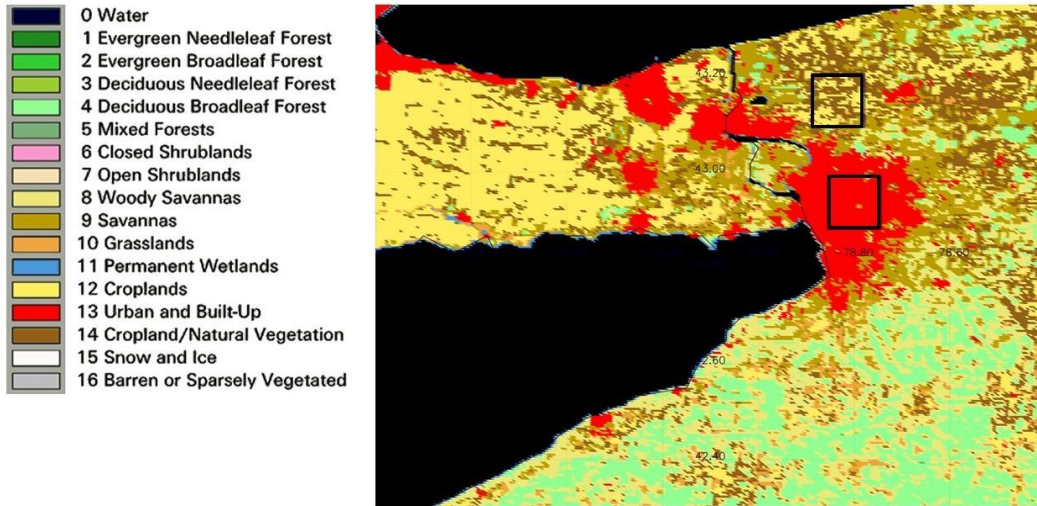 0 Water
1 Evergreen Needleleaf Forest
2 Evergreen Broadleaf Forest
3 Deciduous Needleleaf Forest
4 Deciduous Broadleaf Forest
5 Mixed Forests
6 Closed Shrublands
7 Open Shrublands
8 Woody Savannas
9 Savannas
10 Grasslands
11 Permanent Wetlands
12 Croplands
13 Urban and Built-Up
14 Cropland/Natural Vegetation
15 Snow and Ice
16 Barren or Sparsely Vegetated
43.20
43.00
-78.80
-78.60
42.60
42.40